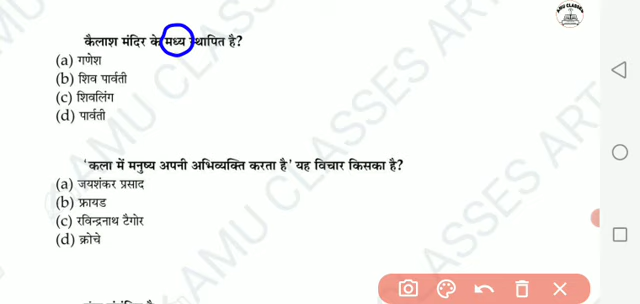 AMU CLASSES
कैलाश मंदिर के मध्य स्थापित है?
(a) गणेश
(b) शिव पार्वती
(c) शिवलिंग
(d) पार्वती
'कला में मनुष्य अपनी अभिव्यक्ति करता है' यह विचार किसका है?
(a) जयशंकर प्रसाद
(b) फ्रायड
(c) रविन्द्रनाथ टैगोर
(d) क्रोचे